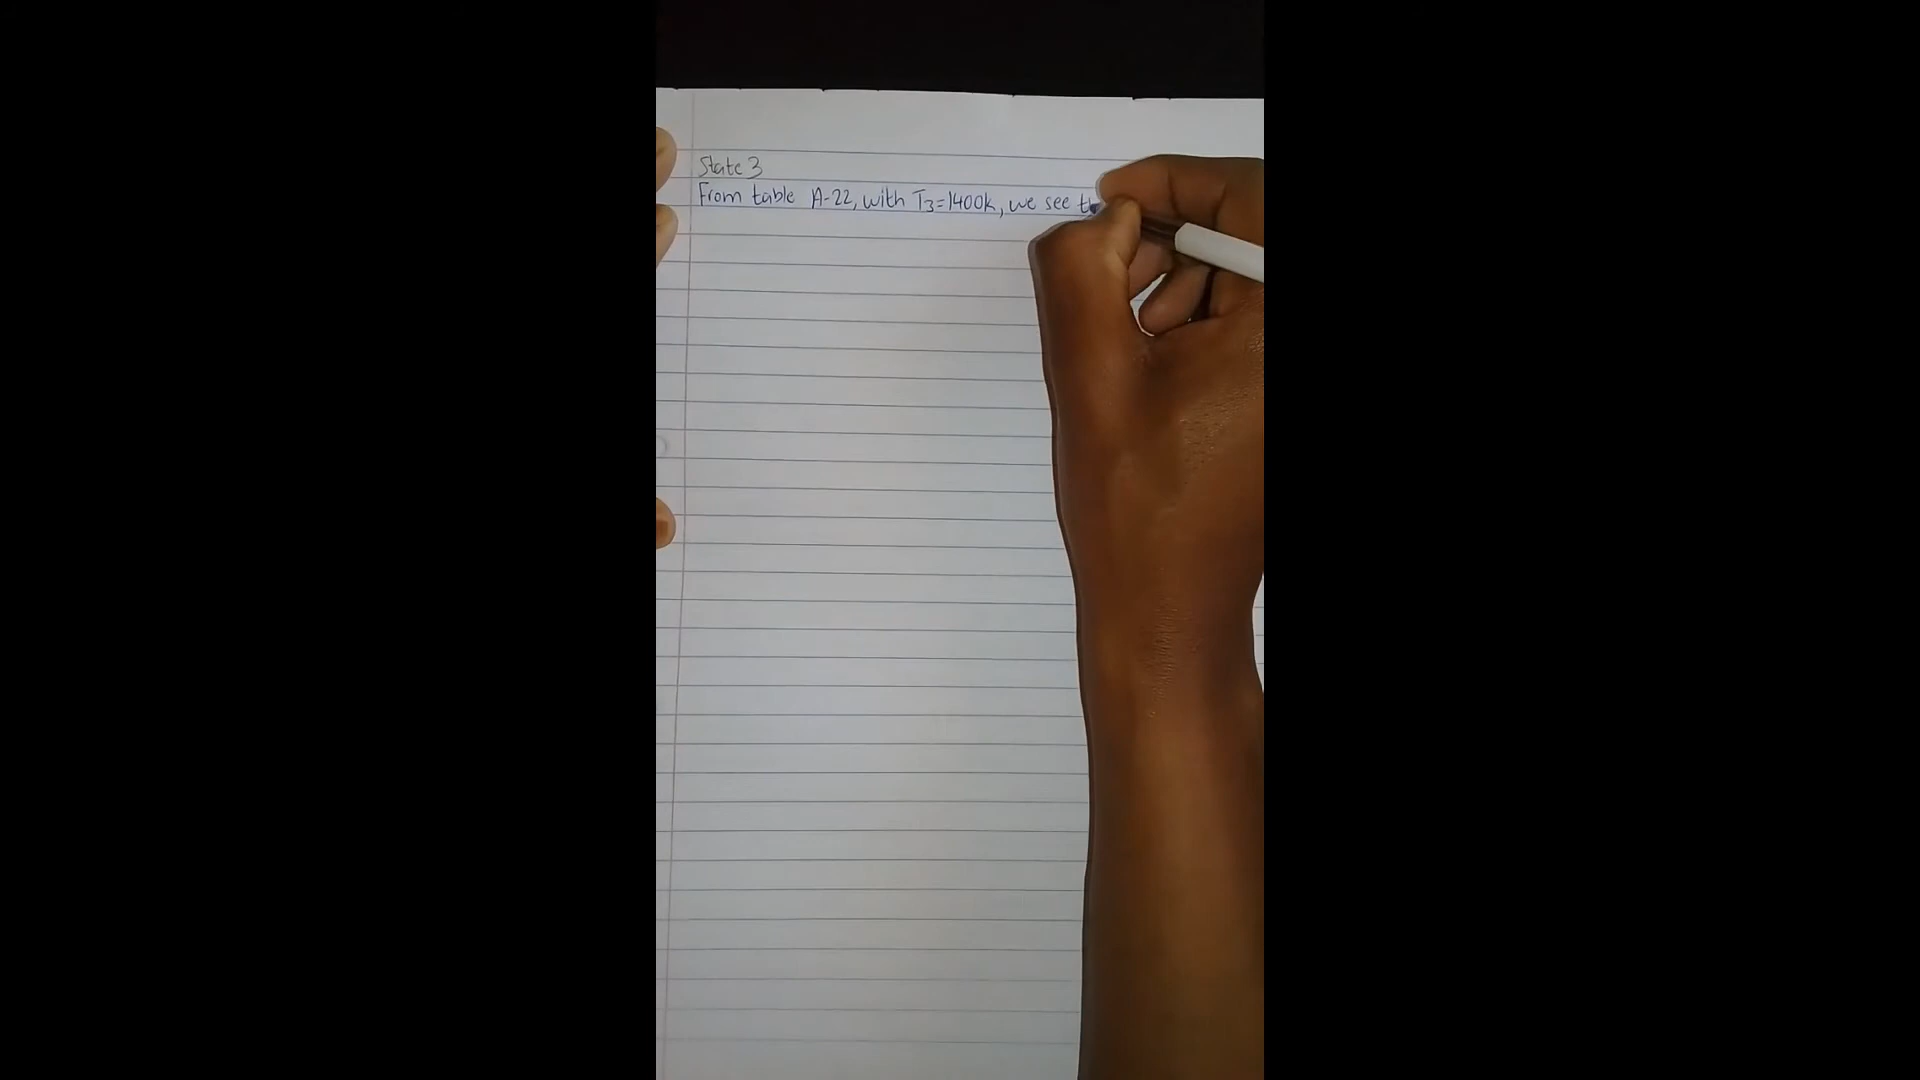 State 3
From table A-22, with T3=1400k, we see